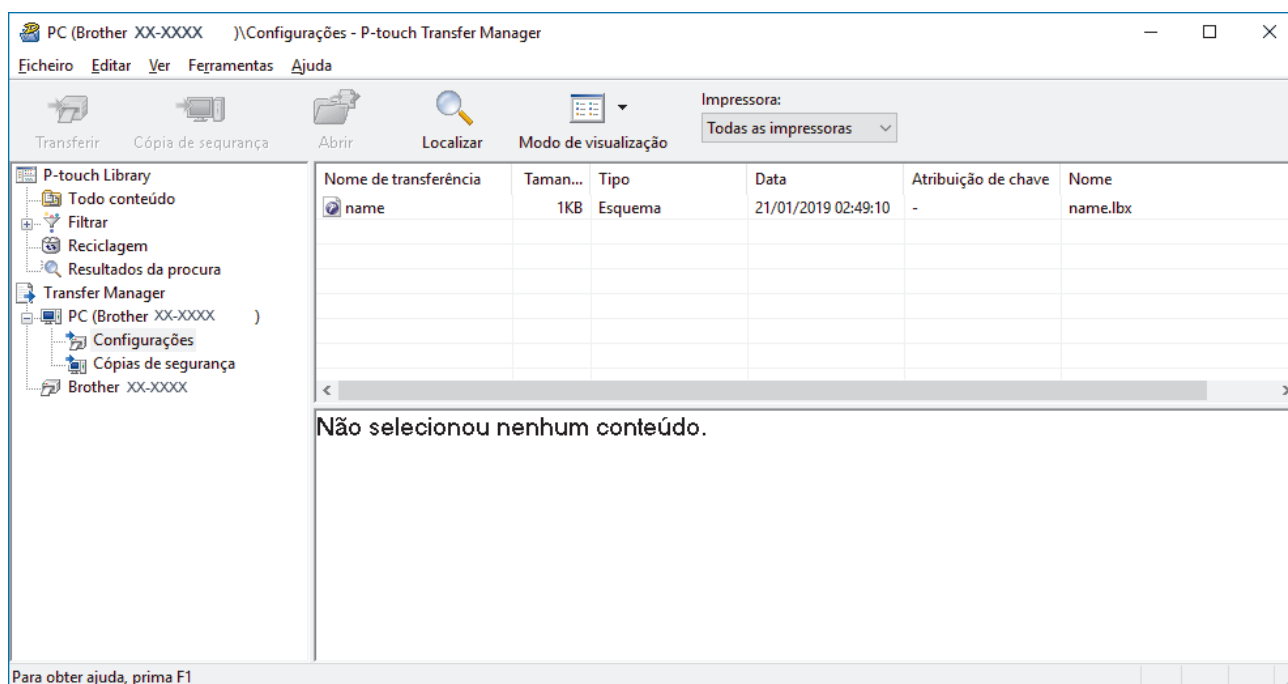 PC (Brother XX-XXXX )\Configurações - P-touch Transfer Manager
Ficheiro Editar Ver Ferramentas Ajuda
Transferir Cópia de segurança Abrir Localizar Modo de visualização
Impressora:
Todas as impressoras
P-touch Library
Todo conteúdo
Filtrar
Reciclagem
Resultados da procura
Transfer Manager
PC (Brother XX-XXXX )
Configurações
Cópias de segurança
Brother XX-XXXX
Nome de transferência Taman... Tipo Data Atribuição de chave Nome
name 1KB Esquema 21/01/2019 02:49:10 - name.lbx
Não selecionou nenhum conteúdo.
Para obter ajuda, prima F1